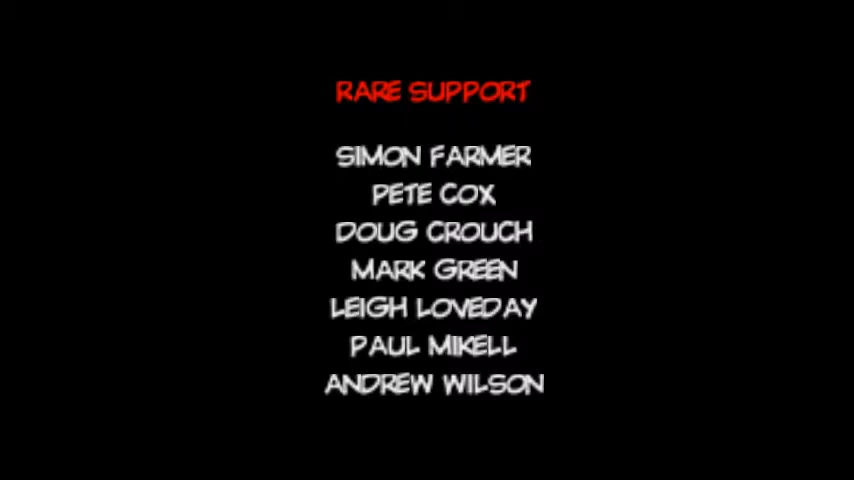 RARE SUPPORT
SIMON FARMER
PETE COX
DOUG CROUCH
MARK GREEN
LEIGH LOVEDAY
PAUL MIKELL
ANDREW WILSON